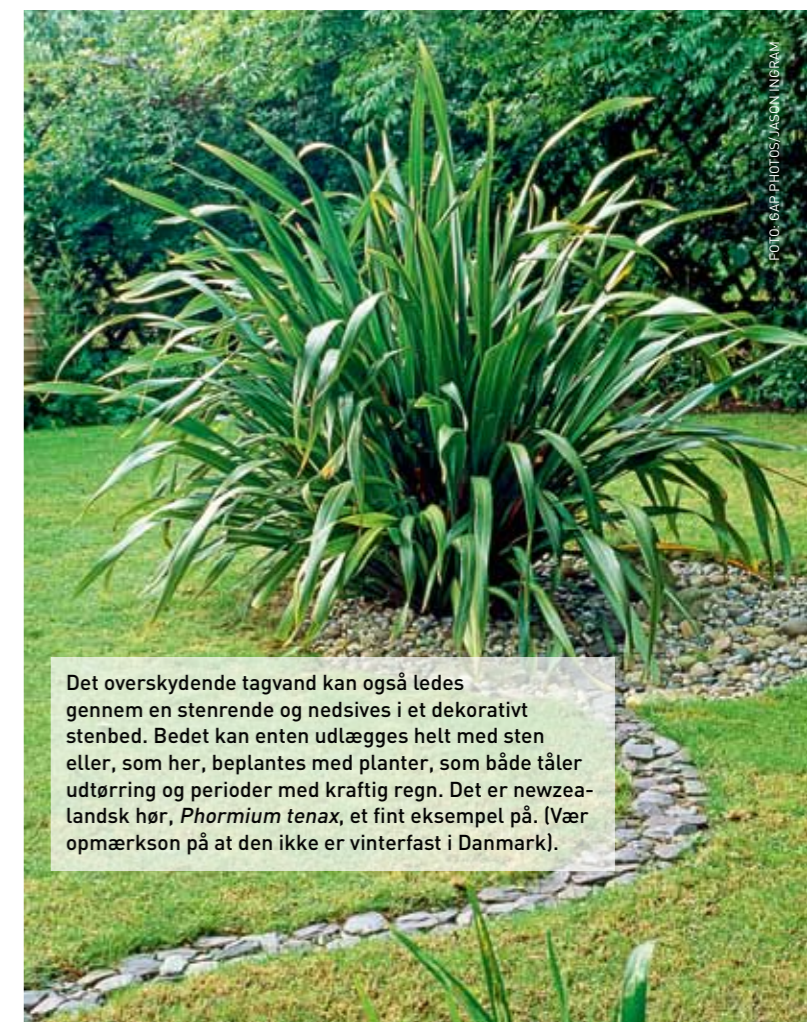 FOTO: GAP PHOTOS/JASON INGRAM
Det overskydende tagvand kan også ledes
gennem en stenrende og nedsives i et dekorativt
stenbed. Bedet kan enten udlægges helt med sten
eller, som her, beplantes med planter, som både tåler
udtørring og perioder med kraftig regn. Det er newzea-
landsk hør, Phormium tenax, et fint eksempel på. (Vær
opmærkson på at den ikke er vinterfast i Danmark).